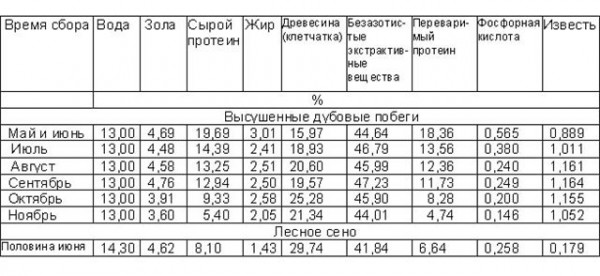 Время сбора Вода Зола Сырой протеин Жир Древесина (клетчатка) Безазотис-тые экстрактив-ные вещества Перевари-мый протеин Фосфорная кислота Известь
%
Высушенные дубовые побеги
Май и июнь 13,00 4,69 19,69 3,01 15,97 44,64 18,36 0,565 0,889
Июль 13,00 4,48 14,39 2,41 18,93 46,79 13,56 0,380 1,011
Август 13,00 4,58 13,25 2,51 20,60 45,99 12,36 0,240 1,161
Сентябрь 13,00 4,76 12,94 2,50 19,57 47,23 11,73 0,249 1,164
Октябрь 13,00 3,91 9,33 2,58 25,28 45,90 8,28 0,200 1,155
Ноябрь 13,00 3,60 5,40 2,05 21,34 44,01 4,74 0,146 1,052
Лесное сено
Половина июня 14,30 4,62 8,10 1,43 29,74 41,84 6,64 0,258 0,179